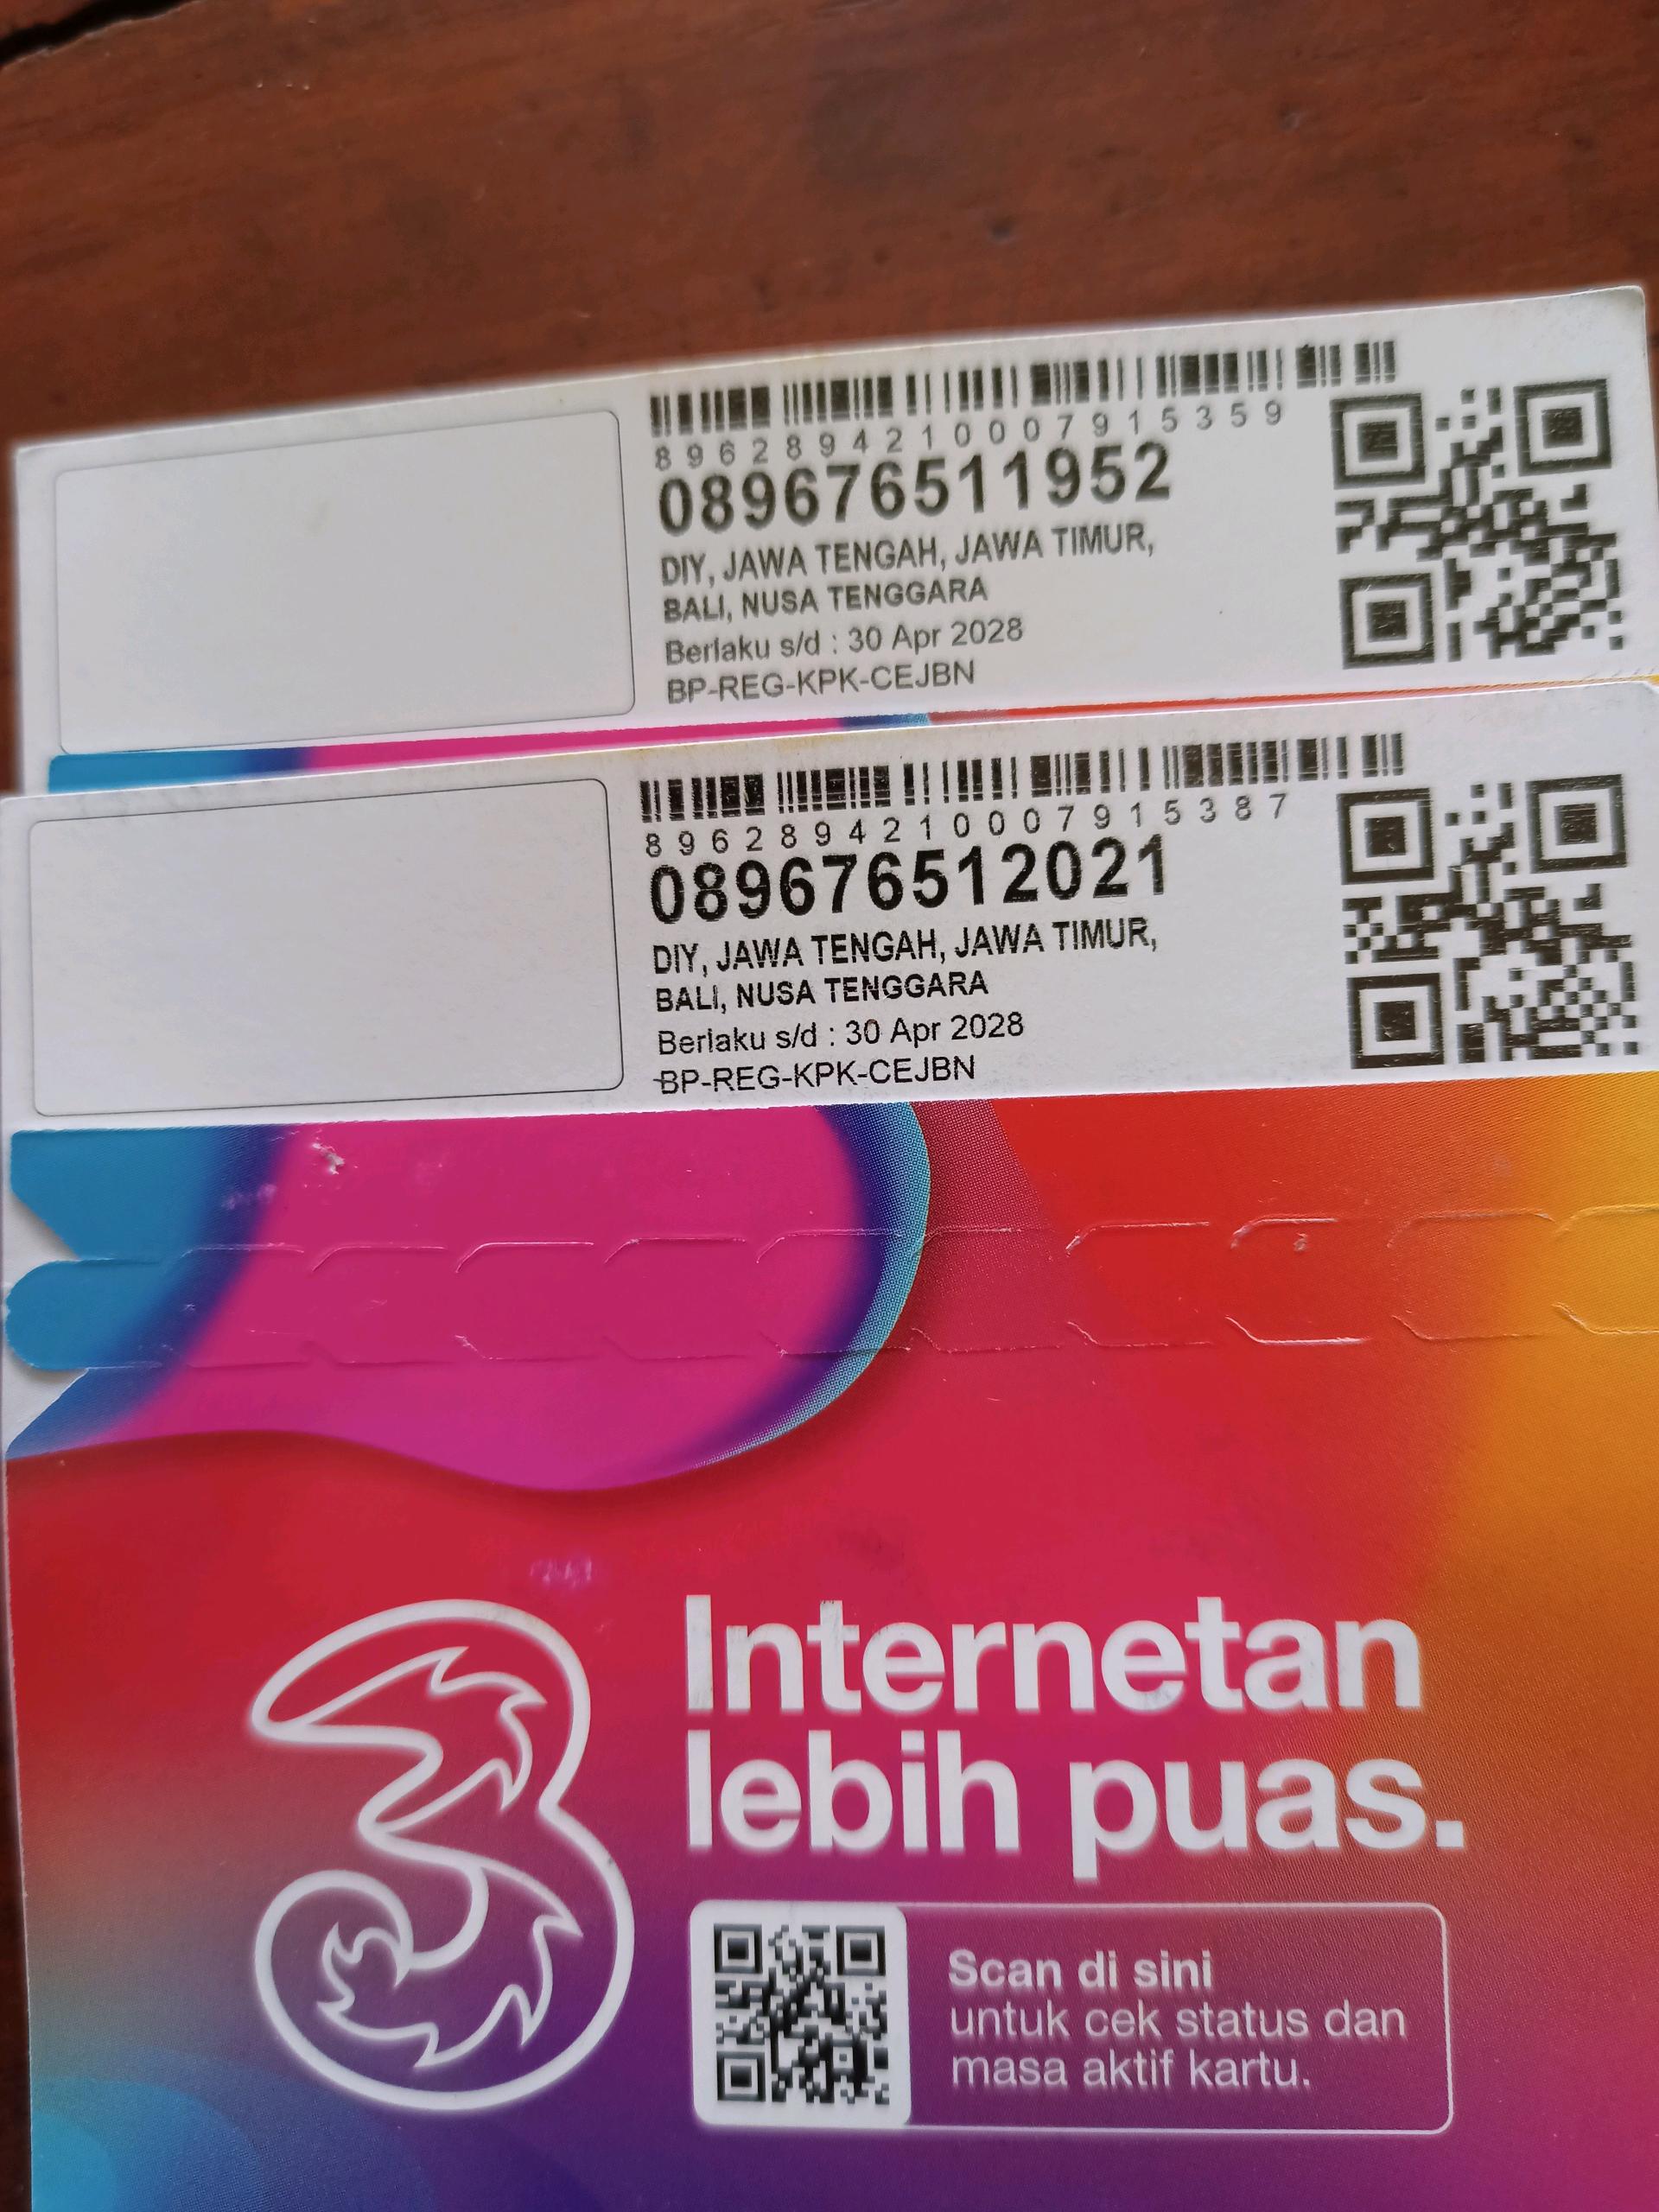 8962894210007915359
089676511952
DIY, JAWA TENGAH, JAWA TIMUR,
BALI, NUSA TENGGARA
Berlaku s/d : 30 Apr 2028
BP-REG-KPK-CEJBN
8962894210007915387
089676512021
DIY, JAWA TENGAH, JAWA TIMUR,
BALI, NUSA TENGGARA
Berlaku s/d : 30 Apr 2028
BP-REG-KPK-CEJBN
3
Internetan
lebih puas.
Scan di sini
untuk cek status dan
masa aktif kartu.